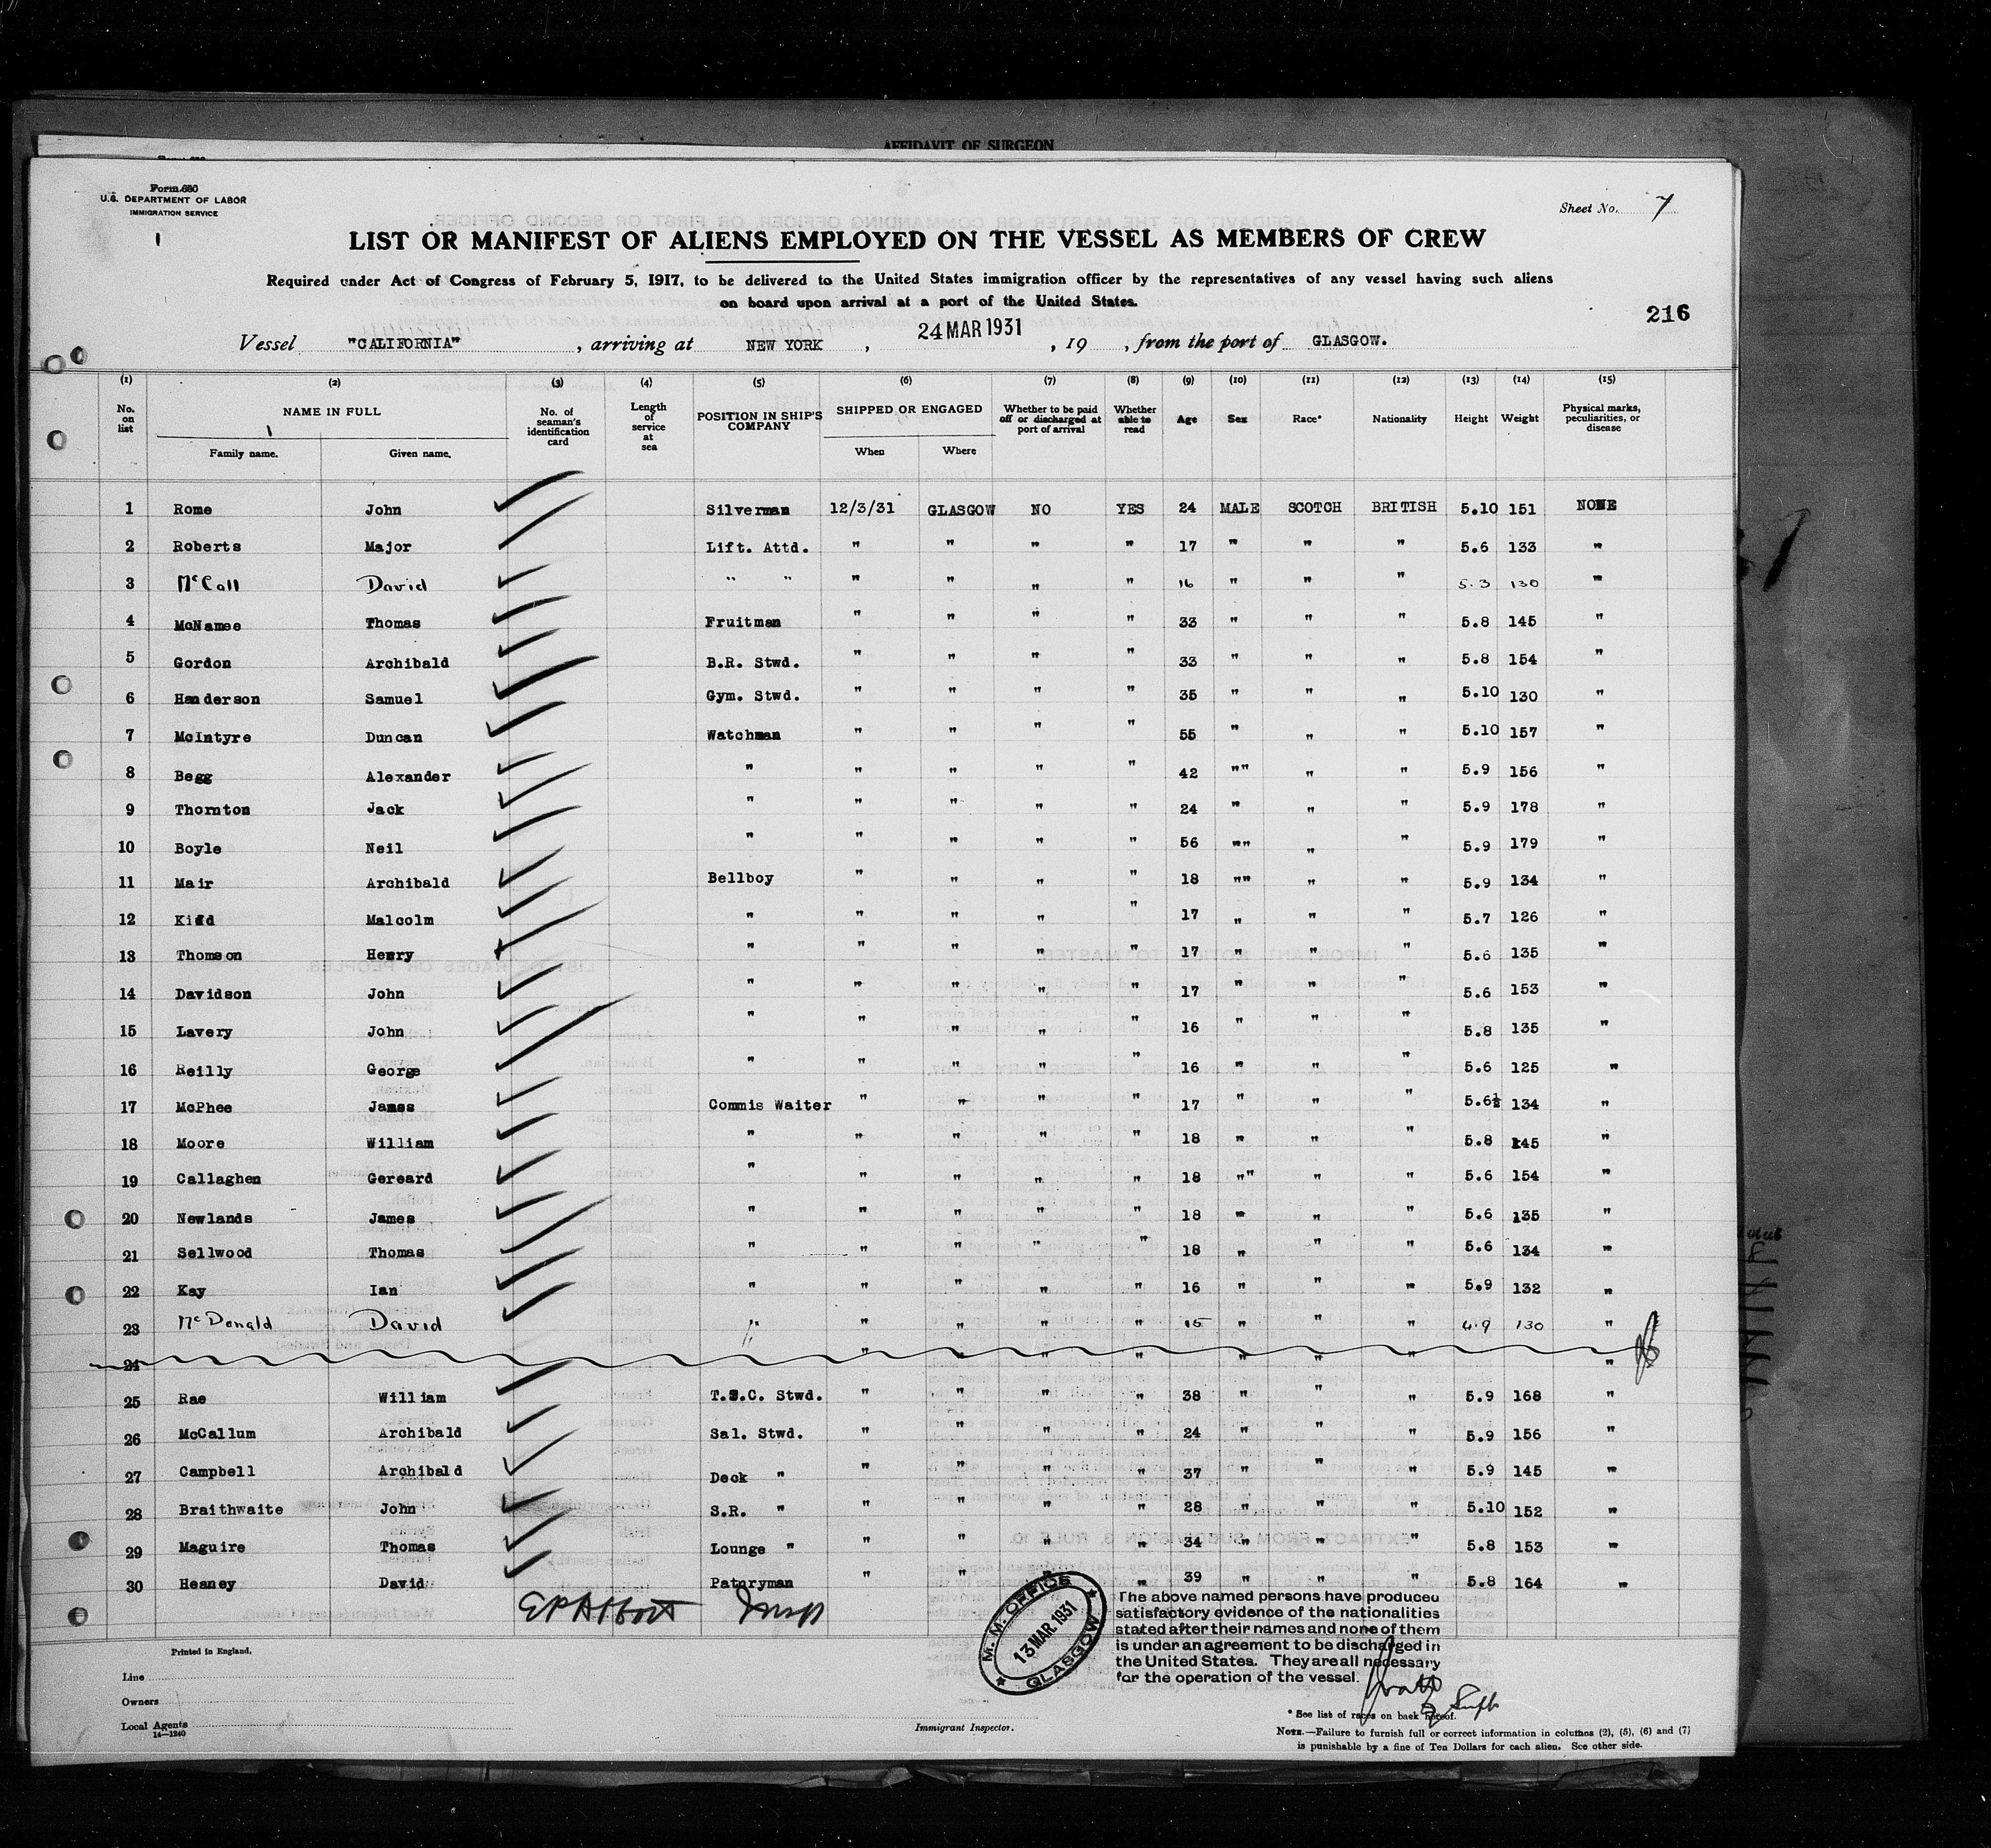 AFFIDAVIT OF SURGEON
Form 680
U.S. DEPARTMENT OF LABOR
IMMIGRATION SERVICE
Sheet No. 7
LIST OR MANIFEST OF ALIENS EMPLOYED ON THE VESSEL AS MEMBERS OF CREW
Required under Act of Congress of February 5, 1917, to be delivered to the United States immigration officer by the representatives of any vessel having such aliens
on board upon arrival at a port of the United States.
216
Vessel "CALIFORNIA", arriving at NEW YORK, 24 MAR 1931, 19 , from the port of GLASGOW.
(1) (2) (3) (4) (5) (6) (7) (8) (9) (10) (11) (12) (13) (14) (15)
No. on list NAME IN FULL Family name. Given name. No. of seaman's identification card Length of service at sea POSITION IN SHIP'S COMPANY SHIPPED OR ENGAGED When Where Whether to be paid off or discharged at port of arrival Whether able to read Age Sex Race* Nationality Height Weight Physical marks, peculiarities, or disease
1 Rome John Silverman 12/3/31 GLASGOW NO YES 24 MALE SCOTCH BRITISH 5.10 151 NONE
2 Roberts Major Lift. Attd. " " " " 17 " " " 5.6 133 "
3 McCall David " " " " " " 16 " " " 5.3 130 "
4 McNamee Thomas Fruitman " " " " 33 " " " 5.8 145 "
5 Gordon Archibald B.R. Stwd. " " " " 33 " " " 5.8 154 "
6 Handerson Samuel Gym. Stwd. " " " " 35 " " " 5.10 130 "
7 McIntyre Duncan Watchman " " " " 55 " " " 5.10 157 "
8 Begg Alexander " " " " " 42 "" " " 5.9 156 "
9 Thornton Jack " " " " " 24 " " " 5.9 178 "
10 Boyle Neil " " " " " 56 "" " " 5.9 179 "
11 Mair Archibald Bellboy " " " " 18 "" " " 5.9 134 "
12 Kidd Malcolm " " " " " 17 " " " 5.7 126 "
13 Thomson Henry " " " " " 17 " " " 5.6 135 "
14 Davidson John " " " " " 17 " " " 5.6 153 "
15 Lavery John " " " " " 16 " " " 5.8 135 "
16 Reilly George " " " " " 16 " " " 5.6 125 "
17 McPhee James Commis Waiter " " " " 17 " " " 5.6½ 134 "
18 Moore William " " " " " 18 " " " 5.8 145 "
19 Callaghen Gereard " " " " " 18 "" " " 5.6 154 "
20 Newlands James " " " " " 18 " " " 5.6 135 "
21 Sellwood Thomas " " " " " 18 " " " 5.6 134 "
22 Kay Ian " " " " " 16 " " " 5.9 132 "
23 McDonald David " " " " " 15 " " " 4.9 130 "
24 " " " " " " " "
25 Rae William T.S.C. Stwd. " " " " 38 " " " 5.9 168 "
26 McCallum Archibald Sal. Stwd. " " " " 24 " " " 5.9 156 "
27 Campbell Archibald Deck " " " " " 37 " " " 5.9 145 "
28 Braithwaite John S.R. " " " " " 28 " " " 5.10 152 "
29 Maguire Thomas Lounge " " " " " 34 " " " 5.8 153 "
30 Heaney David Patnryman " " " " 39 " " " 5.8 164 "
M. M. OFFICE
13 MAR. 1931
GLASGOW
The above named persons have produced
satisfactory evidence of the nationalities
stated after their names and none of them
is under an agreement to be discharged in
the United States. They are all necessary
for the operation of the vessel.
Printed in England.
Line
Owners
Local Agents
14—1240
Immigrant Inspector.
* See list of races on back hereof.
NOTE.—Failure to furnish full or correct information in columns (2), (5), (6) and (7)
is punishable by a fine of Ten Dollars for each alien. See other side.